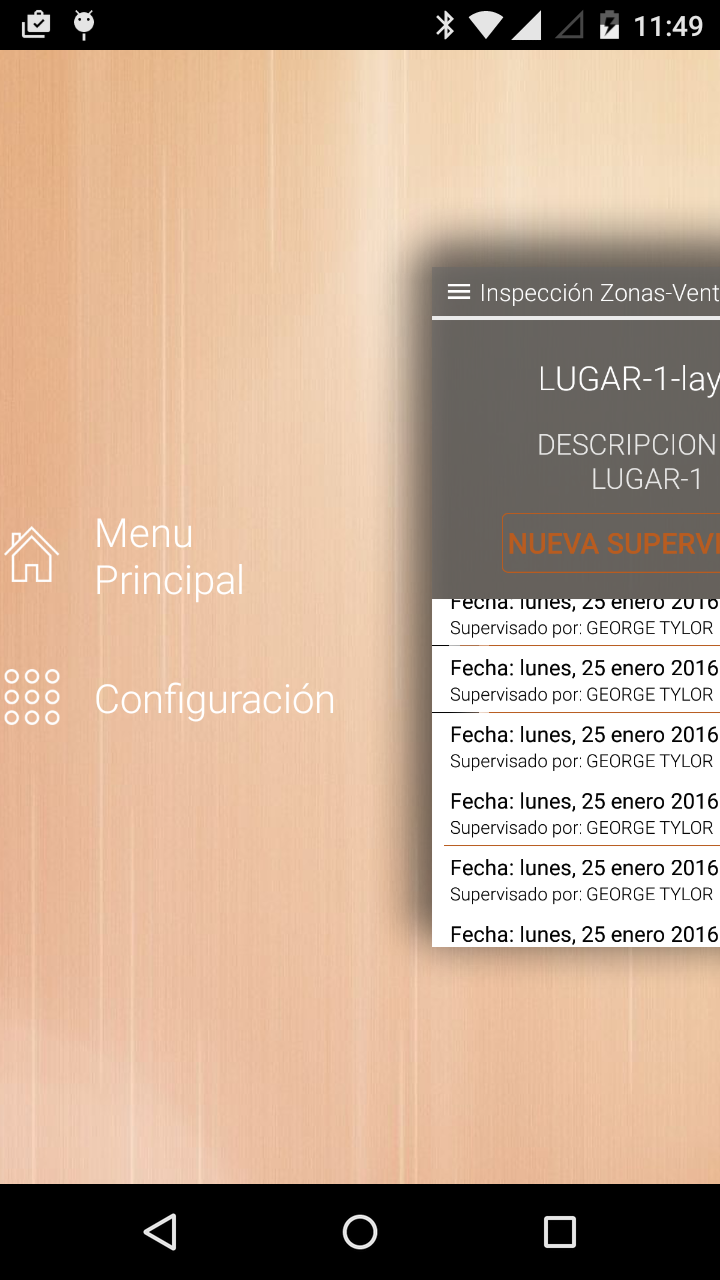 11:49
Inspección Zonas-Vent
LUGAR-1-lay
DESCRIPCION
LUGAR-1
NUEVA SUPERVI
Menu
Principal
Configuración
Fecha: lunes, 25 enero 2016
Supervisado por: GEORGE TYLOR
Fecha: lunes, 25 enero 2016
Supervisado por: GEORGE TYLOR
Fecha: lunes, 25 enero 2016
Supervisado por: GEORGE TYLOR
Fecha: lunes, 25 enero 2016
Supervisado por: GEORGE TYLOR
Fecha: lunes, 25 enero 2016
Supervisado por: GEORGE TYLOR
Fecha: lunes, 25 enero 2016